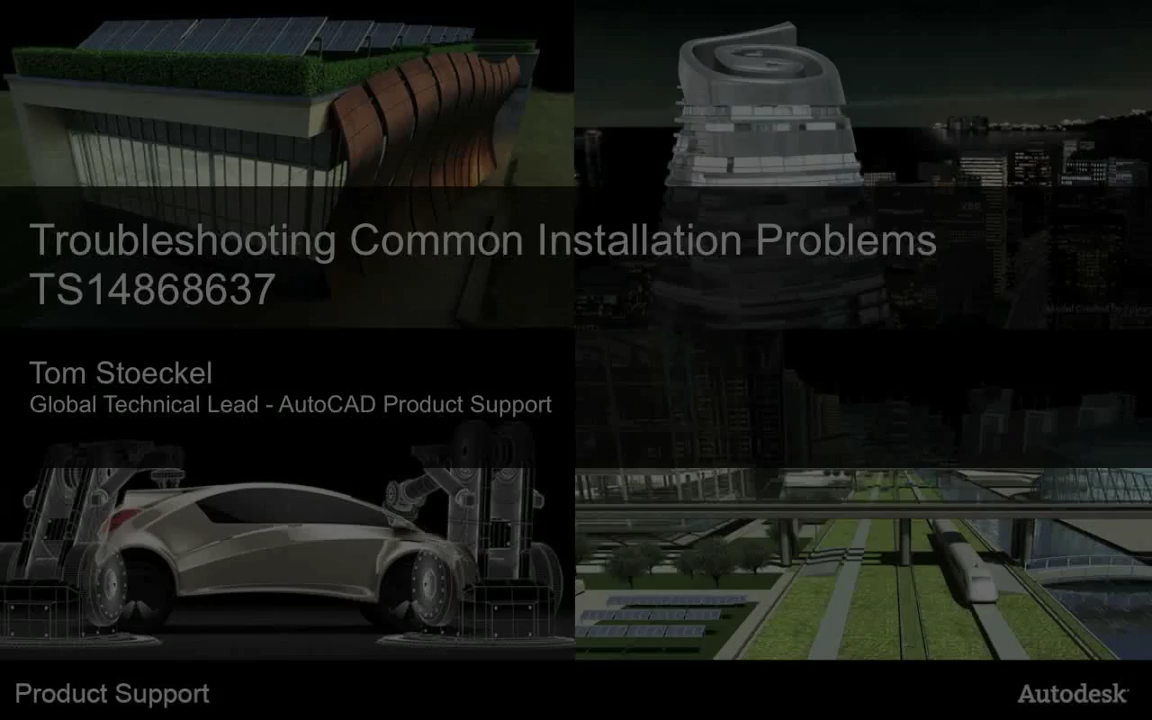 Troubleshooting Common Installation Problems
TS14868637
Tom Stoeckel
Global Technical Lead - AutoCAD Product Support
Product Support
Autodesk